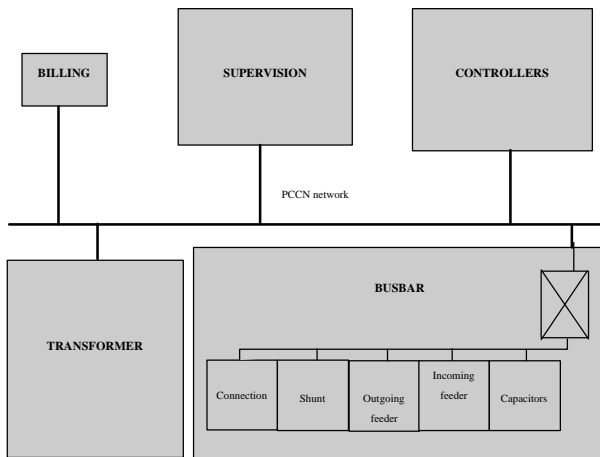 BILLING
SUPERVISION
CONTROLLERS
PCCN network
TRANSFORMER
BUSBAR
Connection
Shunt
Outgoing
feeder
Incoming
feeder
Capacitors